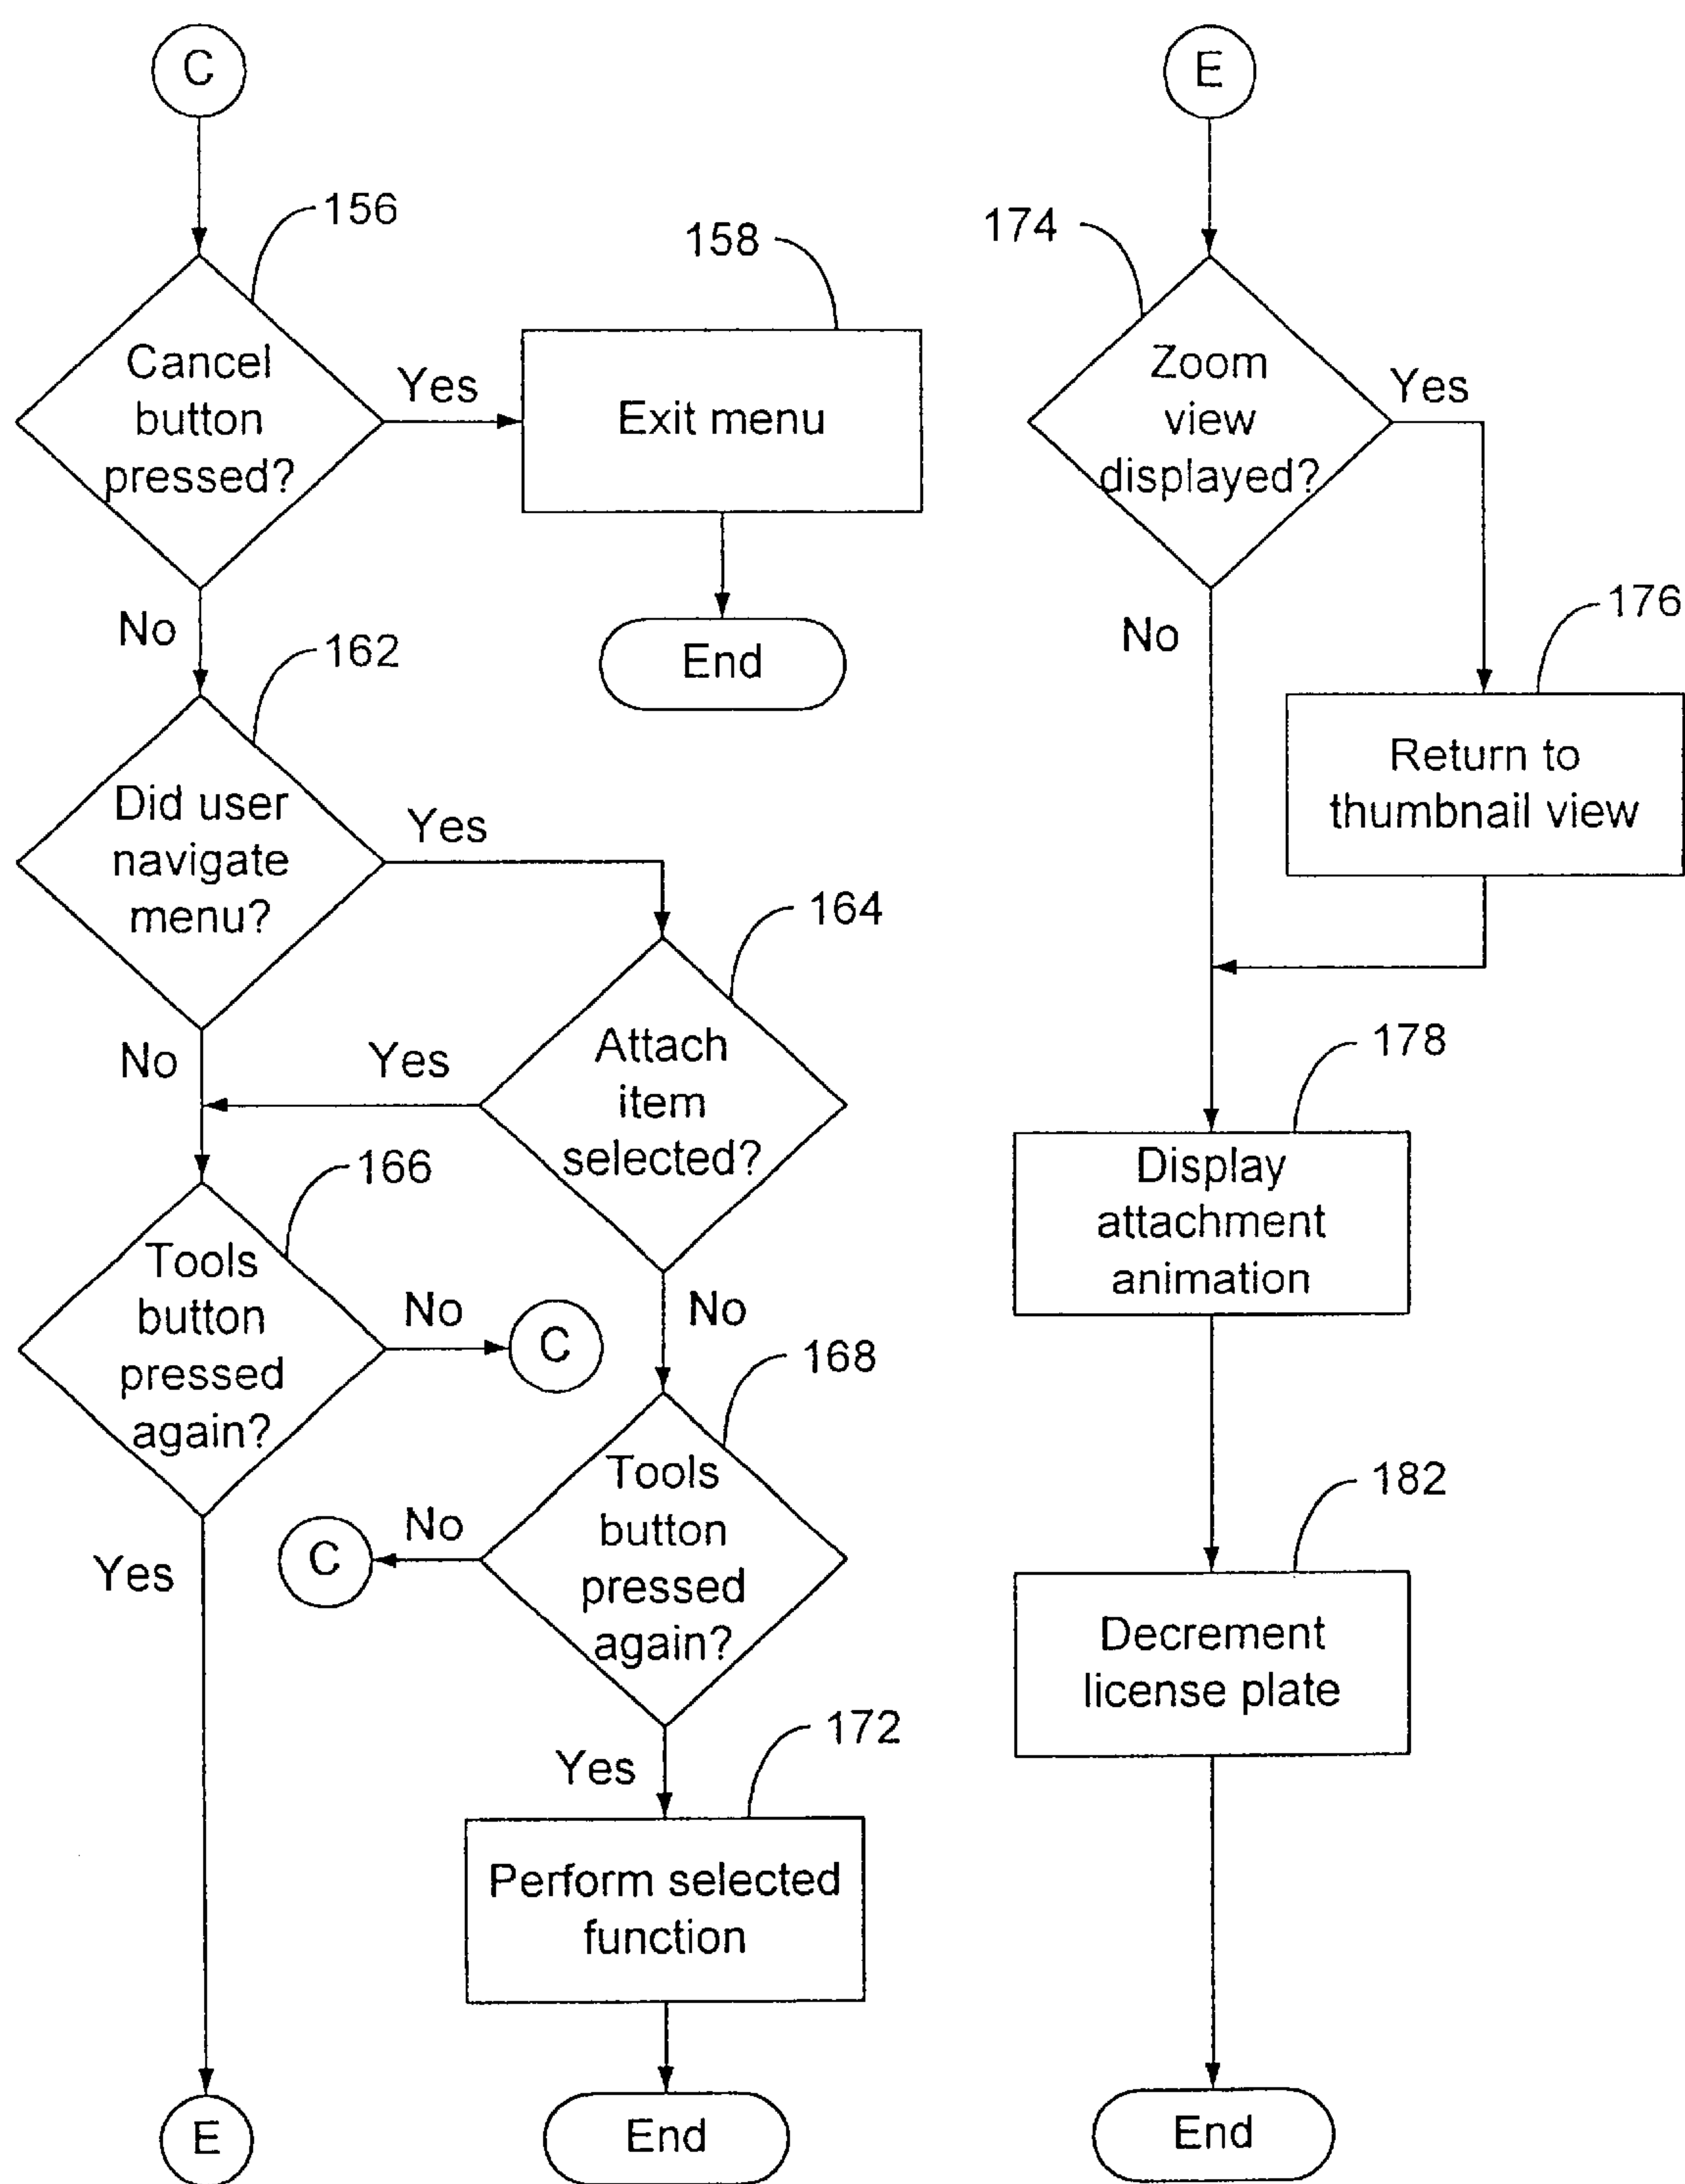 C
156
Cancel
button
pressed?
Yes
158
Exit menu
End
No
162
Did user
navigate
menu?
Yes
164
Attach
item
selected?
Yes
No
166
Tools
button
pressed
again?
No
C
No
168
Tools
button
pressed
again?
No
C
Yes
172
Perform selected
function
End
Yes
E
E
174
Zoom
view
displayed?
Yes
No
176
Return to
thumbnail view
178
Display
attachment
animation
182
Decrement
license plate
End